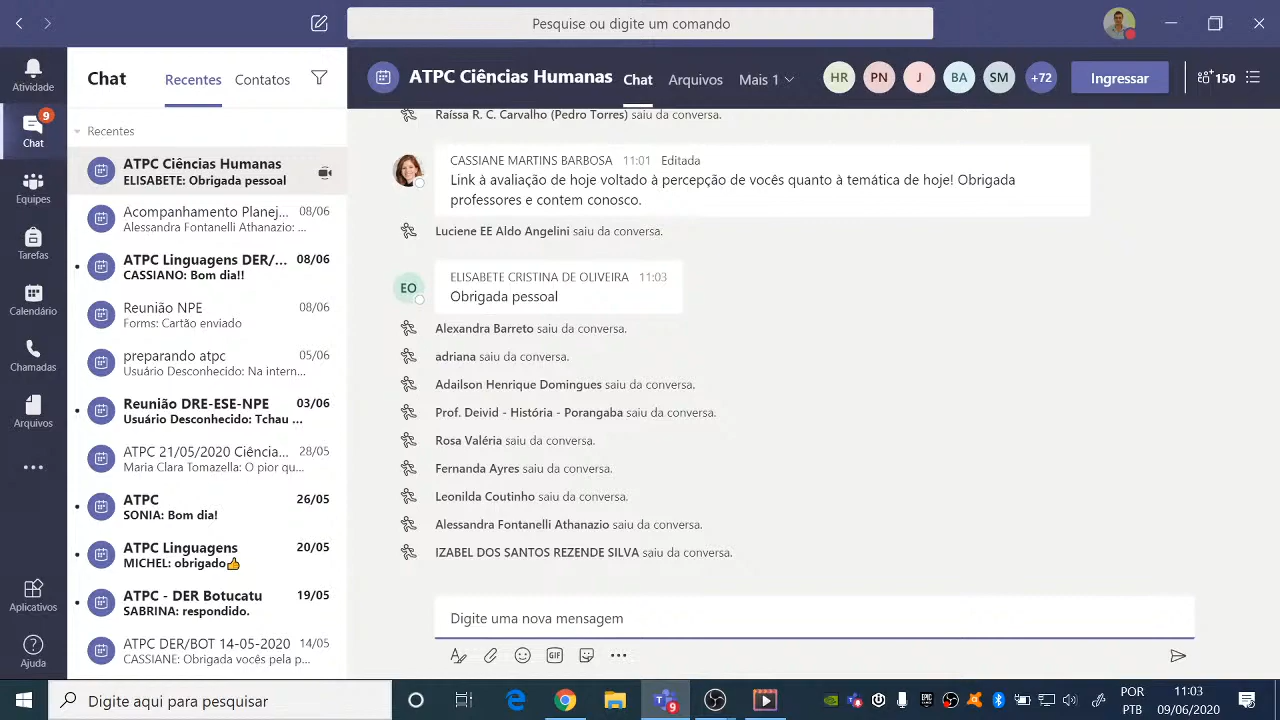 Pesquise ou digite um comando
Atividade
9
Chat
Equipes
Tarefas
Calendário
Chamadas
Arquivos
Aplicativos
Ajuda
Chat Recentes Contatos
Recentes
ATPC Ciências Humanas
ELISABETE: Obrigada pessoal
Acompanhamento Planej... 08/06
Alessandra Fontanelli Athanazio: ...
ATPC Linguagens DER/... 08/06
CASSIANO: Bom dia!!
Reunião NPE 08/06
Forms: Cartão enviado
preparando atpc 05/06
Usuário Desconhecido: Na intern...
Reunião DRE-ESE-NPE 03/06
Usuário Desconhecido: Tchau ...
ATPC 21/05/2020 Ciência... 28/05
Maria Clara Tomazella: O pior qu...
ATPC 26/05
SONIA: Bom dia!
ATPC Linguagens 20/05
MICHEL: obrigado👍
ATPC - DER Botucatu 19/05
SABRINA: respondido.
ATPC DER/BOT 14-05-2020 14/05
CASSIANE: Obrigada vocês pela p...
ATPC Ciências Humanas Chat Arquivos Mais 1 HR PN J BA SM +72 Ingressar 150
Raíssa R. C. Carvalho (Pedro Torres) saiu da conversa.
CASSIANE MARTINS BARBOSA 11:01 Editada
Link à avaliação de hoje voltado à percepção de vocês quanto à temática de hoje! Obrigada
professores e contem conosco.
Luciene EE Aldo Angelini saiu da conversa.
EO
ELISABETE CRISTINA DE OLIVEIRA 11:03
Obrigada pessoal
Alexandra Barreto saiu da conversa.
adriana saiu da conversa.
Adailson Henrique Domingues saiu da conversa.
Prof. Deivid - História - Porangaba saiu da conversa.
Rosa Valéria saiu da conversa.
Fernanda Ayres saiu da conversa.
Leonilda Coutinho saiu da conversa.
Alessandra Fontanelli Athanazio saiu da conversa.
IZABEL DOS SANTOS REZENDE SILVA saiu da conversa.
Digite uma nova mensagem
GIF
Digite aqui para pesquisar
9
POR
PTB
11:03
09/06/2020